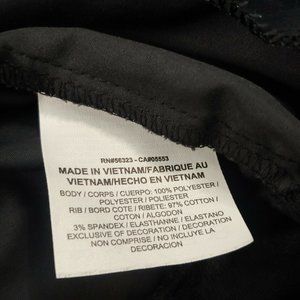 RN#56323 - CA#05553
MADE IN VIETNAM/FABRIQUE AU
VIETNAM/HECHO EN VIETNAM
BODY / CORPS / CUERPO: 100% POLYESTER /
POLYESTER / POLIESTER
RIB / BORD COTE / RIBETE: 97% COTTON /
COTON / ALGODON
3% SPANDEX / ELASTHANNE / ELASTANO
EXCLUSIVE OF DECORATION / DECORATION
NON COMPRISE / NO INCLUYE LA